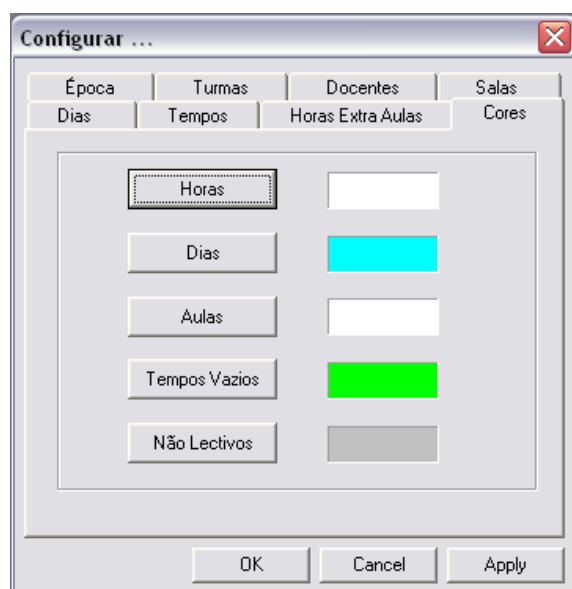 Configurar ...
Época Turmas Docentes Salas
Dias Tempos Horas Extra Aulas Cores
Horas
Dias
Aulas
Tempos Vazios
Não Lectivos
OK Cancel Apply